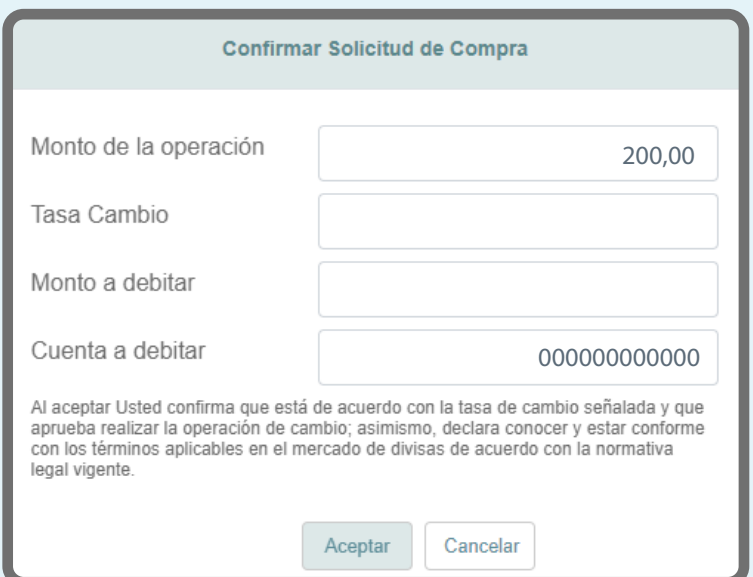 Confirmar Solicitud de Compra
Monto de la operación
200,00
Tasa Cambio
Monto a debitar
Cuenta a debitar
000000000000
Al aceptar Usted confirma que está de acuerdo con la tasa de cambio señalada y que
aprueba realizar la operación de cambio; asimismo, declara conocer y estar conforme
con los términos aplicables en el mercado de divisas de acuerdo con la normativa
legal vigente.
Aceptar
Cancelar